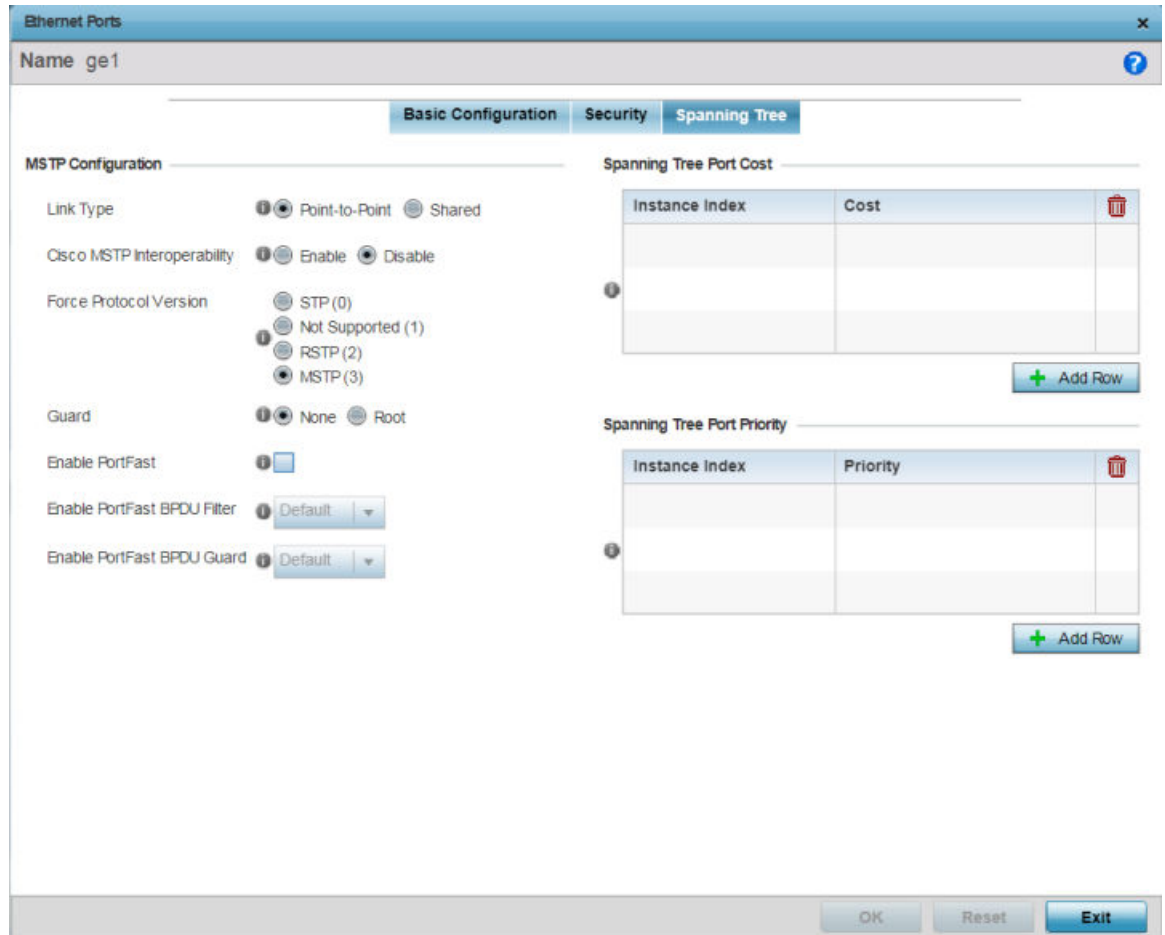 Ethernet Ports
Name ge1
Basic Configuration Security Spanning Tree
MSTP Configuration
Link Type Point-to-Point Shared
Cisco MSTP Interoperability Enable Disable
Force Protocol Version STP (0)
Not Supported (1)
RSTP (2)
MSTP (3)
Guard None Root
Enable PortFast
Enable PortFast BPDU Filter Default
Enable PortFast BPDU Guard Default
Spanning Tree Port Cost
Instance Index Cost
Add Row
Spanning Tree Port Priority
Instance Index Priority
Add Row
OK Reset Exit